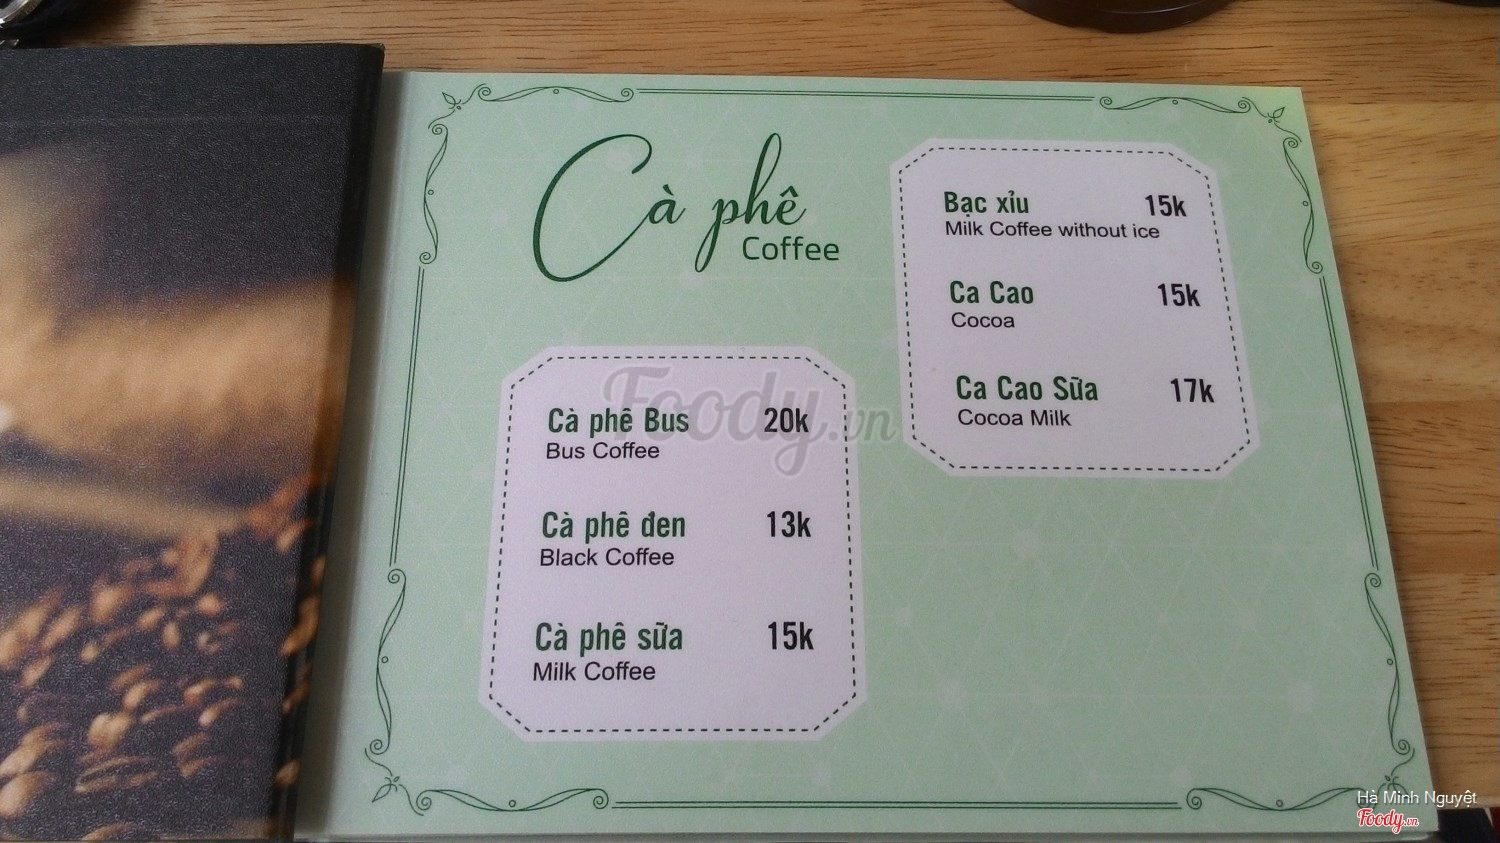 Cà phê
Coffee
Cà phê Bus 20k
Bus Coffee
Cà phê đen 13k
Black Coffee
Cà phê sữa 15k
Milk Coffee
Bạc xỉu 15k
Milk Coffee without ice
Ca Cao 15k
Cocoa
Ca Cao Sữa 17k
Cocoa Milk
Foody.vn
Hà Minh Nguyệt
Foody.vn